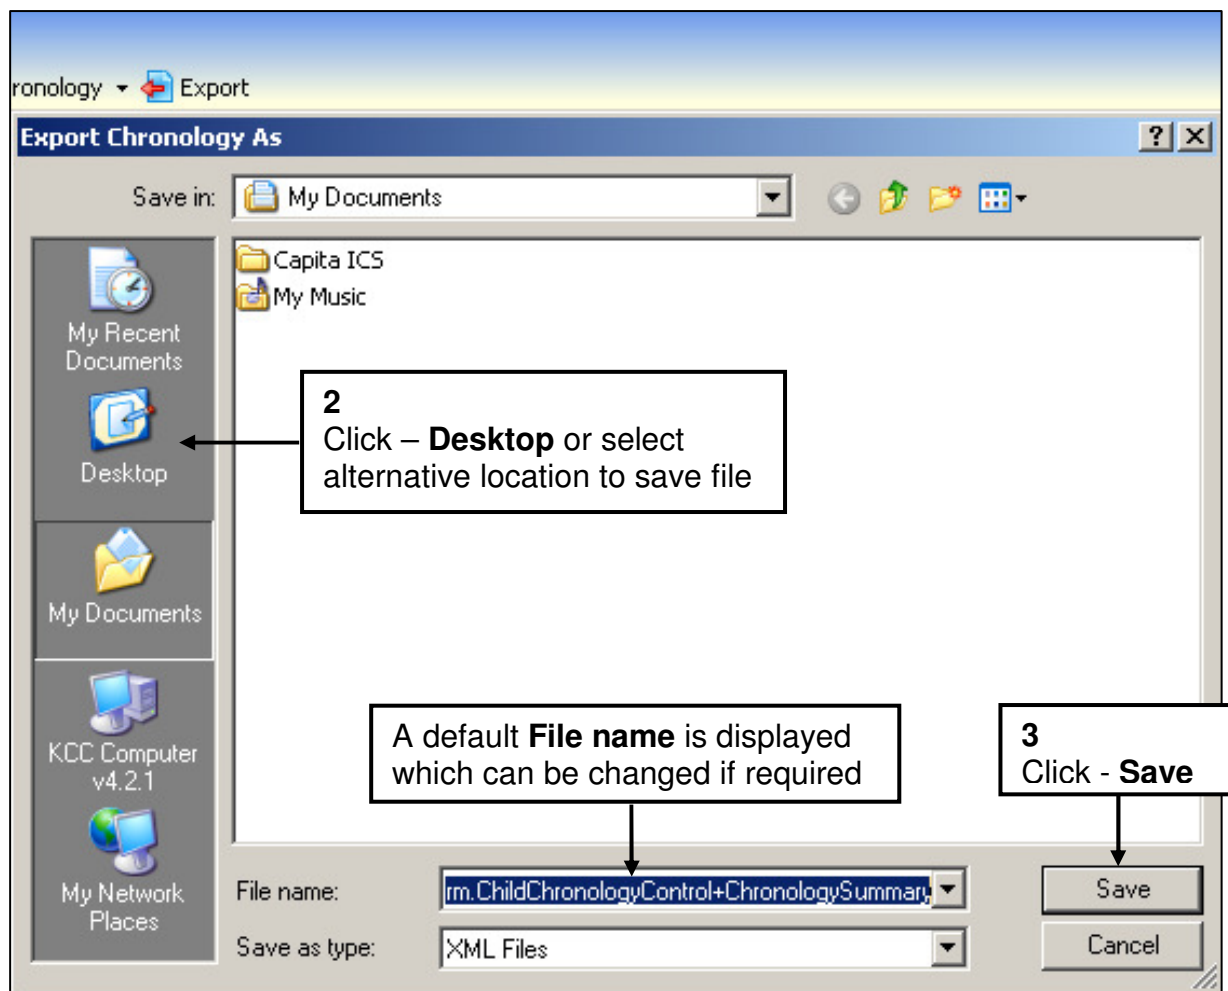 ronology Export
Export Chronology As
Save in: My Documents
Capita ICS
My Music
My Recent
Documents
Desktop
My Documents
KCC Computer
v4.2.1
My Network
Places
2
Click – Desktop or select
alternative location to save file
A default File name is displayed
which can be changed if required
3
Click - Save
File name: rm.ChildChronologyControl+ChronologySummary
Save
Save as type: XML Files
Cancel